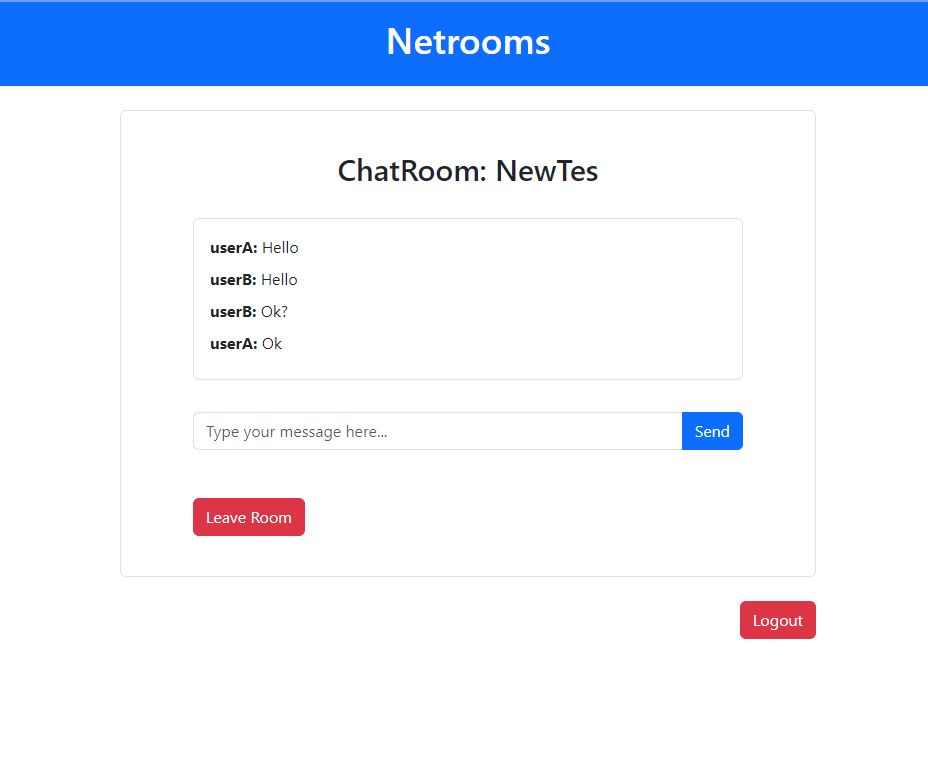 Netrooms
ChatRoom: NewTes
userA: Hello
userB: Hello
userB: Ok?
userA: Ok
Type your message here...
Send
Leave Room
Logout